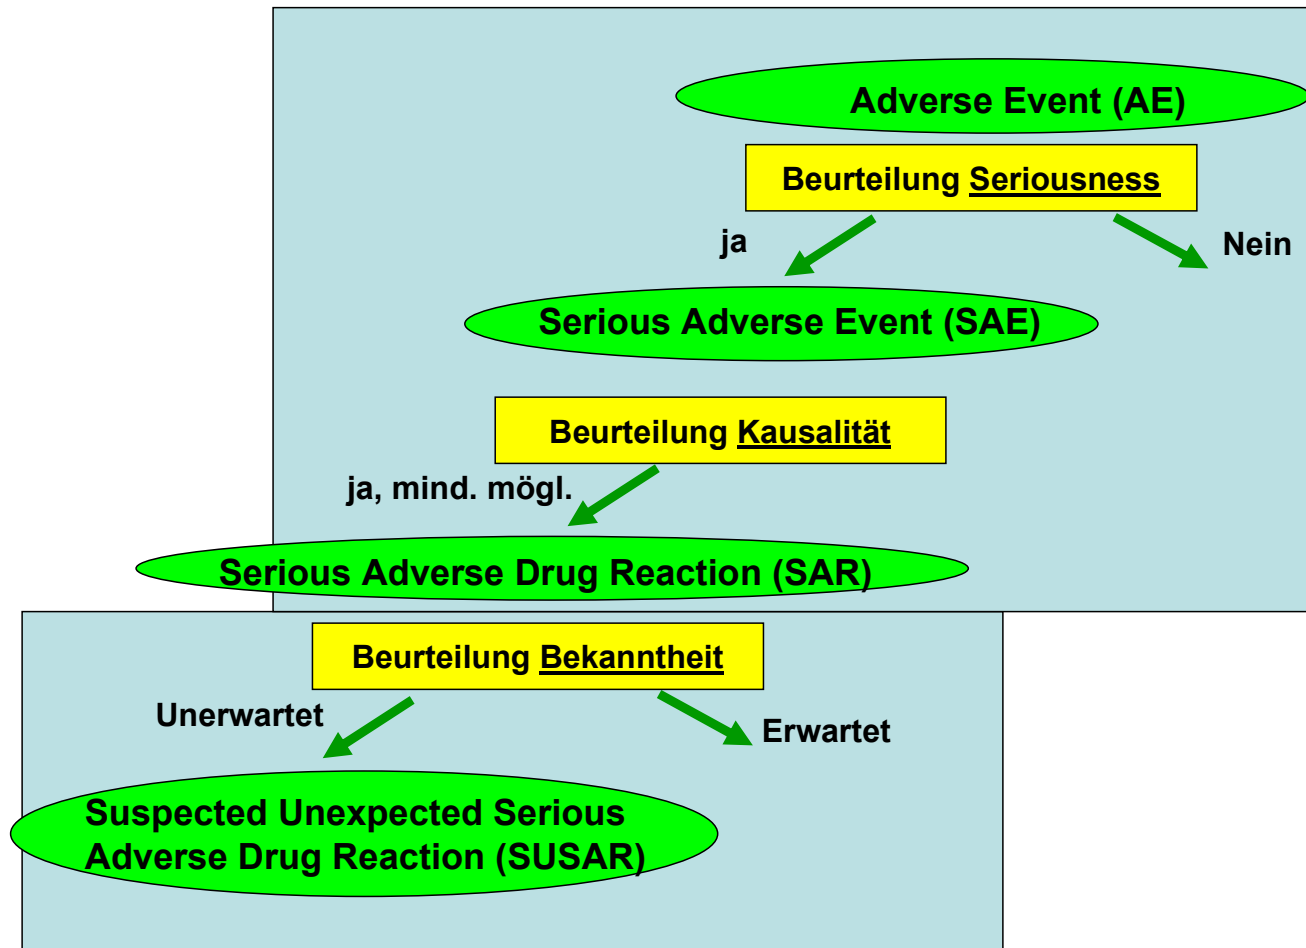 Adverse Event (AE)
Beurteilung Seriousness
ja
Nein
Serious Adverse Event (SAE)
Beurteilung Kausalität
ja, mind. mögl.
Serious Adverse Drug Reaction (SAR)
Beurteilung Bekanntheit
Unerwartet
Erwartet
Suspected Unexpected Serious
Adverse Drug Reaction (SUSAR)